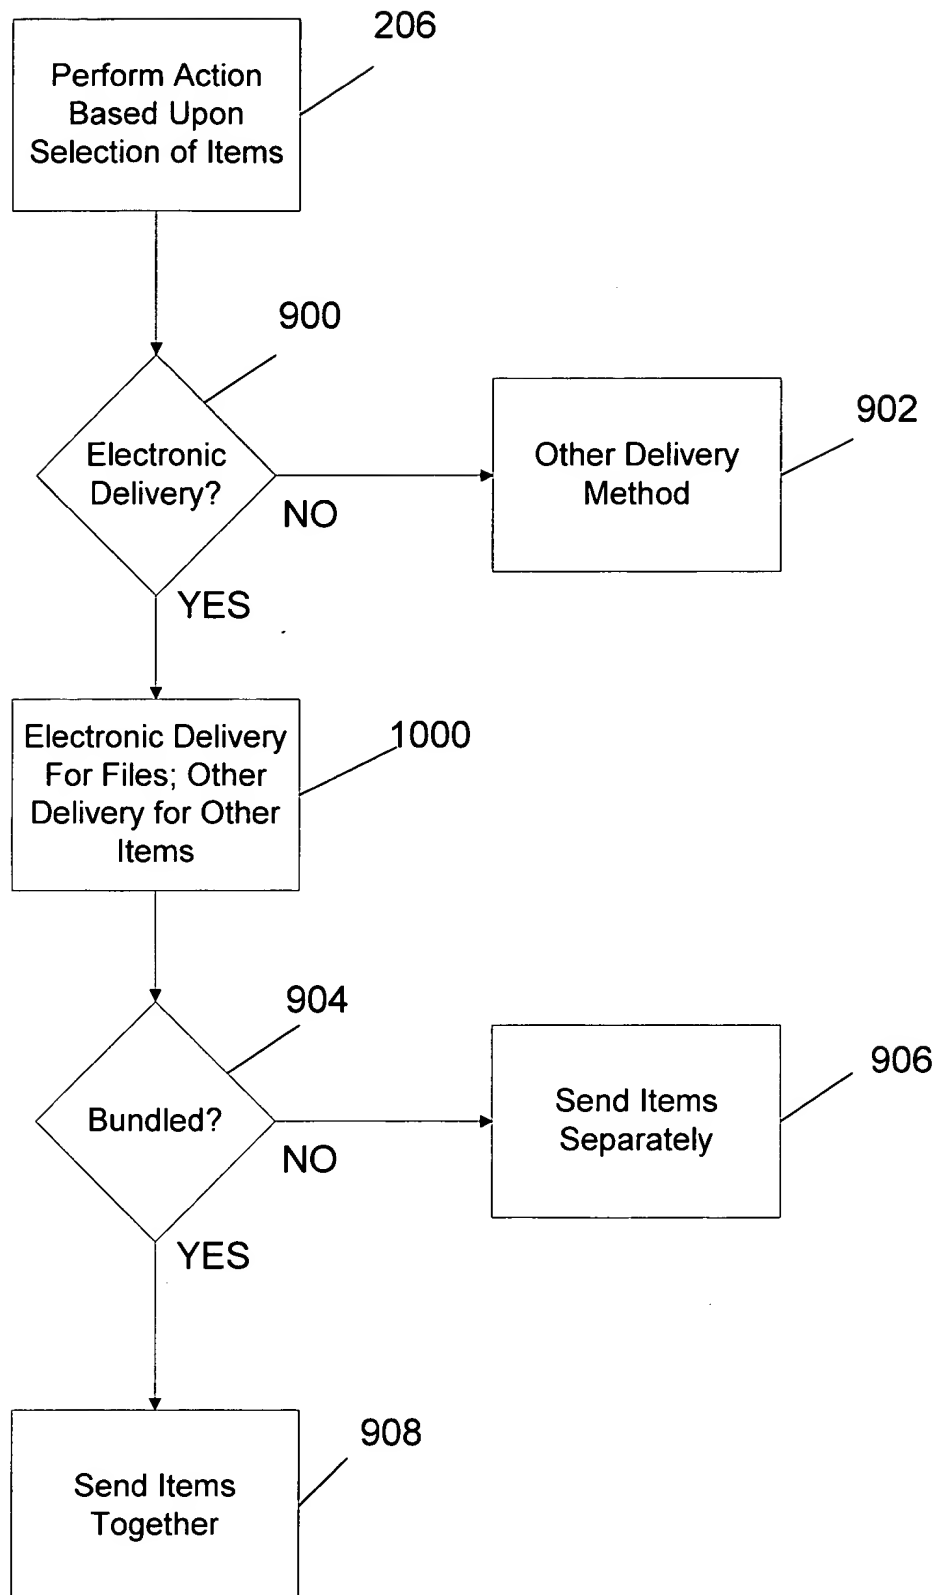 206
Perform Action
Based Upon
Selection of Items
900
Electronic
Delivery?
NO
YES
902
Other Delivery
Method
1000
Electronic Delivery
For Files; Other
Delivery for Other
Items
904
Bundled?
NO
YES
906
Send Items
Separately
908
Send Items
Together